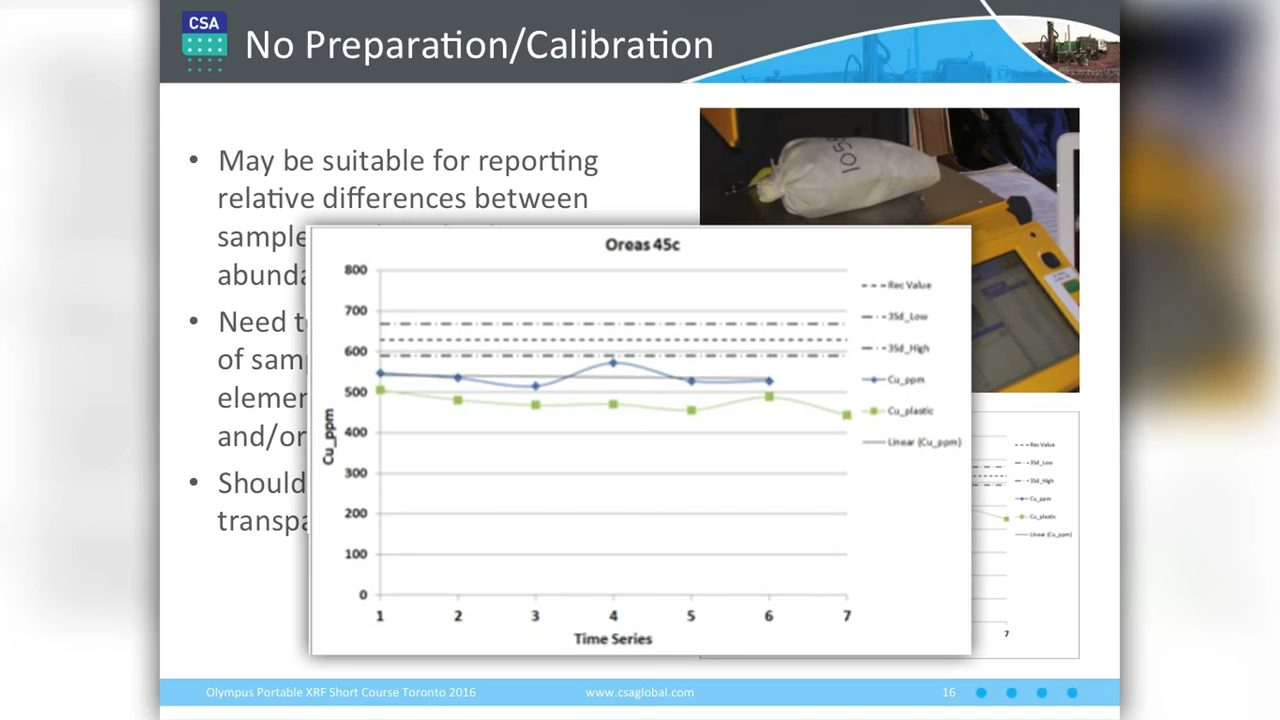 CSA
No Preparation/Calibration
• May be suitable for reporting
relative differences between
sample
abunda
• Need t
of sam
elemen
and/or
• Should
transpa
1058
Oreas 45c
800
700
600
500
400
300
200
100
0
Cu_ppm
1 2 3 4 5 6 7
Time Series
Rec Value
3Sd_Low
3Sd_High
Cu_ppm
Cu_plastic
Linear (Cu_ppm)
Rec Value
3Sd_Low
3Sd_High
Cu_ppm
Cu_plastic
Linear (Cu_ppm)
7
Olympus Portable XRF Short Course Toronto 2016 www.csaglobal.com 16